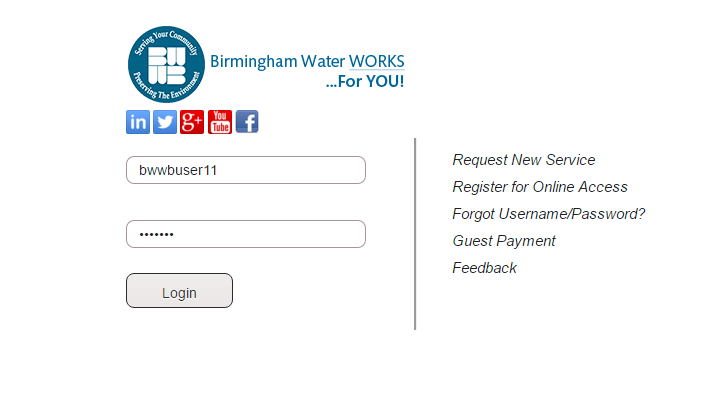 Serving Your Community
BWWB
Preserving The Environment
Birmingham Water WORKS
...For YOU!
in
g+
You
Tube
f
bwwbuser11
•••••••
Login
Request New Service
Register for Online Access
Forgot Username/Password?
Guest Payment
Feedback